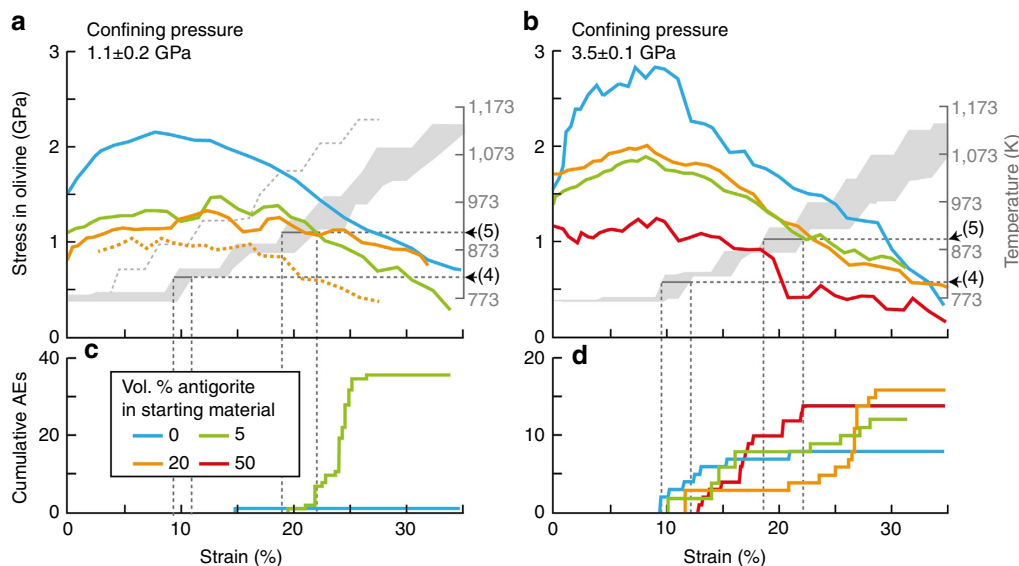 a
Confining pressure
1.1±0.2 GPa
b
Confining pressure
3.5±0.1 GPa
Stress in olivine (GPa)
3
2
1
0
1,173
1,073
973
873
773
(5)
(4)
3
2
1
0
1,173
1,073
973
873
773
(5)
(4)
Temperature (K)
c
Cumulative AEs
40
20
0
Vol. % antigorite
in starting material
0 5
20 50
0 10 20 30
Strain (%)
d
20
10
0
0 10 20 30
Strain (%)